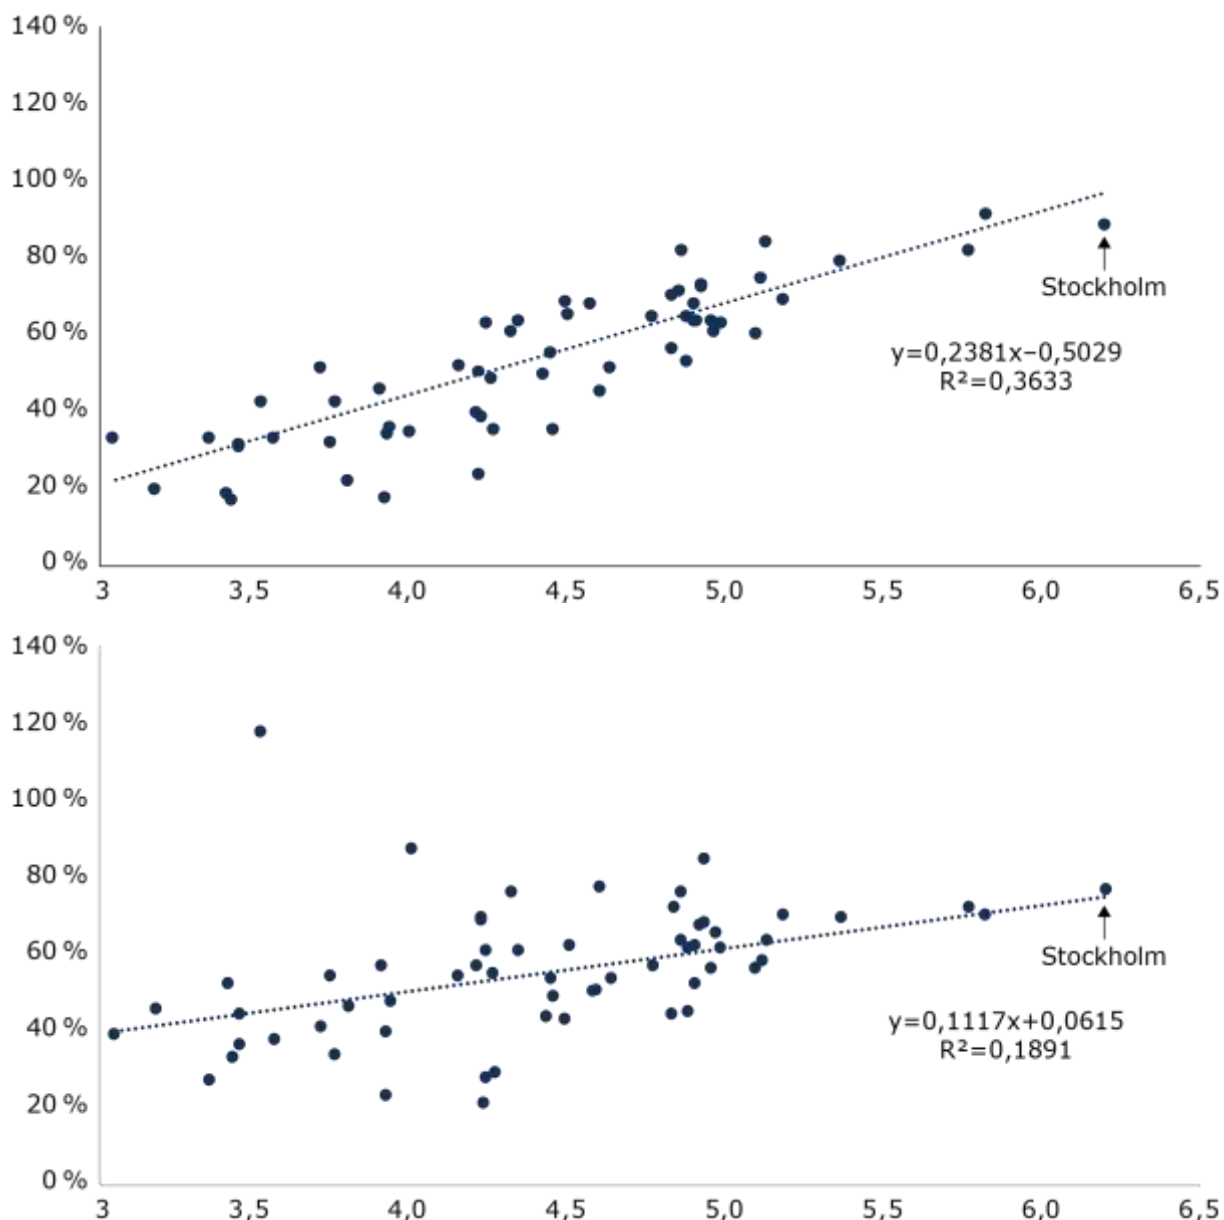 140 %
120 %
100 %
80 %
60 %
40 %
20 %
0 %
Stockholm
y=0,2381x–0,5029
R²=0,3633
3 3,5 4,0 4,5 5,0 5,5 6,0 6,5
140 %
120 %
100 %
80 %
60 %
40 %
20 %
0 %
Stockholm
y=0,1117x+0,0615
R²=0,1891
3 3,5 4,0 4,5 5,0 5,5 6,0 6,5